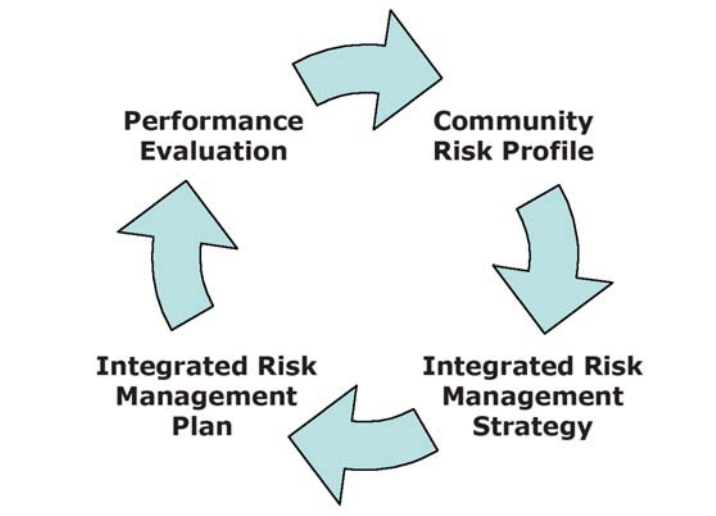 Performance
Evaluation
Community
Risk Profile
Integrated Risk
Management
Plan
Integrated Risk
Management
Strategy